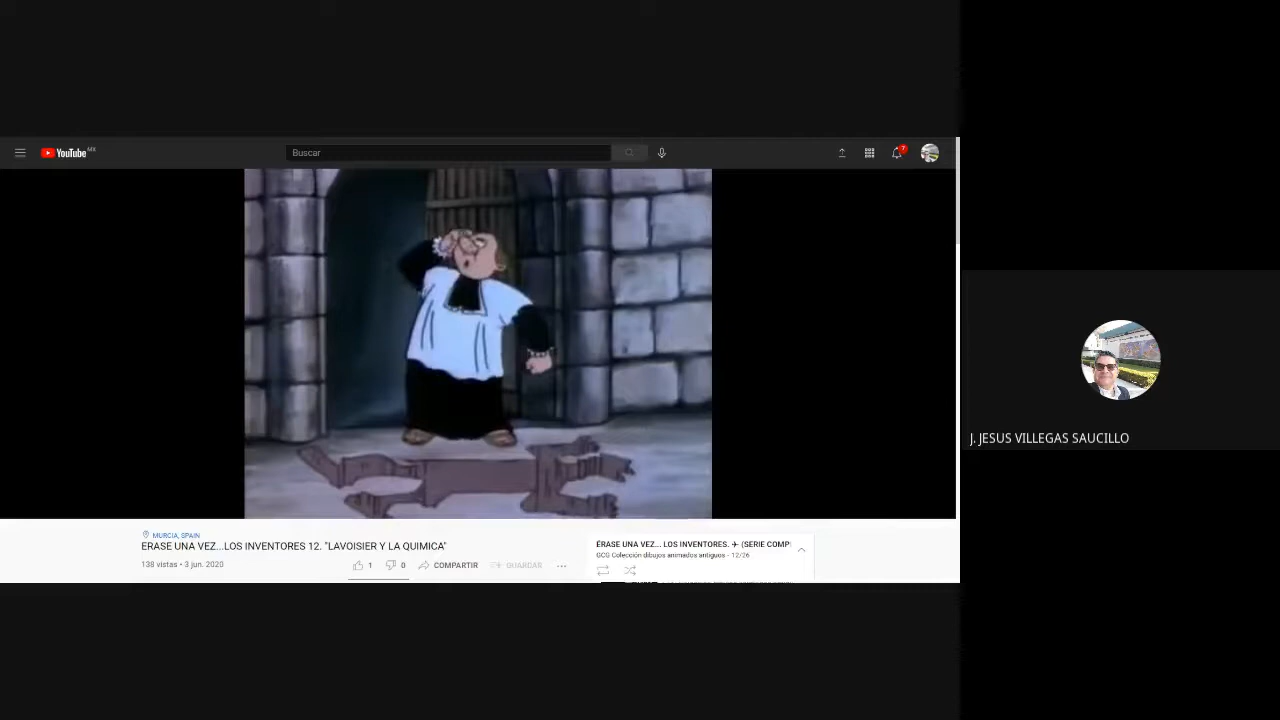 YouTube MX
Buscar
7
J. JESUS VILLEGAS SAUCILLO
MURCIA, SPAIN
ERASE UNA VEZ...LOS INVENTORES 12. "LAVOISIER Y LA QUIMICA"
138 vistas • 3 jun. 2020
1
0
COMPARTIR
GUARDAR
ÉRASE UNA VEZ... LOS INVENTORES. ✈ (SERIE COMP
GCG Colección dibujos animados antiguos - 12/26